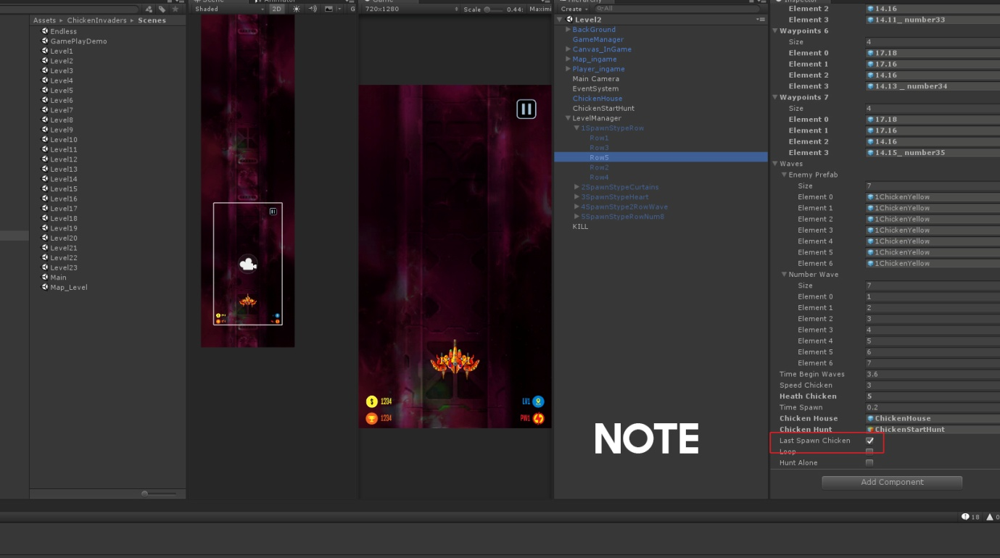 Scene
Animator
Game
Hierarchy
Inspector
Shaded
2D
G
720x1280
Scale
0.44:
Maximi
Create
All
Assets ▸ ChickenInvaders ▸ Scenes
Endless
GamePlayDemo
Level1
Level2
Level3
Level4
Level5
Level6
Level7
Level8
Level9
Level10
Level11
Level12
Level13
Level14
Level15
Level16
Level17
Level18
Level19
Level20
Level21
Level22
Level23
Main
Map_Level
1234
1234
LV1
PW1
Level2
BackGround
GameManager
Canvas_InGame
Map_ingame
Player_ingame
Main Camera
EventSystem
ChickenHouse
ChickenStartHunt
LevelManager
1SpawnStypeRow
Row1
Row3
Row5
Row2
Row4
2SpawnStypeCurtains
3SpawnStypeHeart
4SpawnStype2RowWave
5SpawnStypeRowNum8
KILL
NOTE
Element 2 14.16
Element 3 14.11_ number33
Waypoints 6
Size 4
Element 0 17.18
Element 1 17.16
Element 2 14.16
Element 3 14.13 _ number34
Waypoints 7
Size 4
Element 0 17.18
Element 1 17.16
Element 2 14.16
Element 3 14.15_ number35
Waves
Enemy Prefab
Size 7
Element 0 1ChickenYellow
Element 1 1ChickenYellow
Element 2 1ChickenYellow
Element 3 1ChickenYellow
Element 4 1ChickenYellow
Element 5 1ChickenYellow
Element 6 1ChickenYellow
Number Wave
Size 7
Element 0 1
Element 1 2
Element 2 3
Element 3 4
Element 4 5
Element 5 6
Element 6 7
Time Begin Waves 3.6
Speed Chicken 3
Heath Chicken 5
Time Spawn 0.2
Chicken House ChickenHouse
Chicken Hunt ChickenStartHunt
Last Spawn Chicken
Loop
Hunt Alone
Add Component
18
0